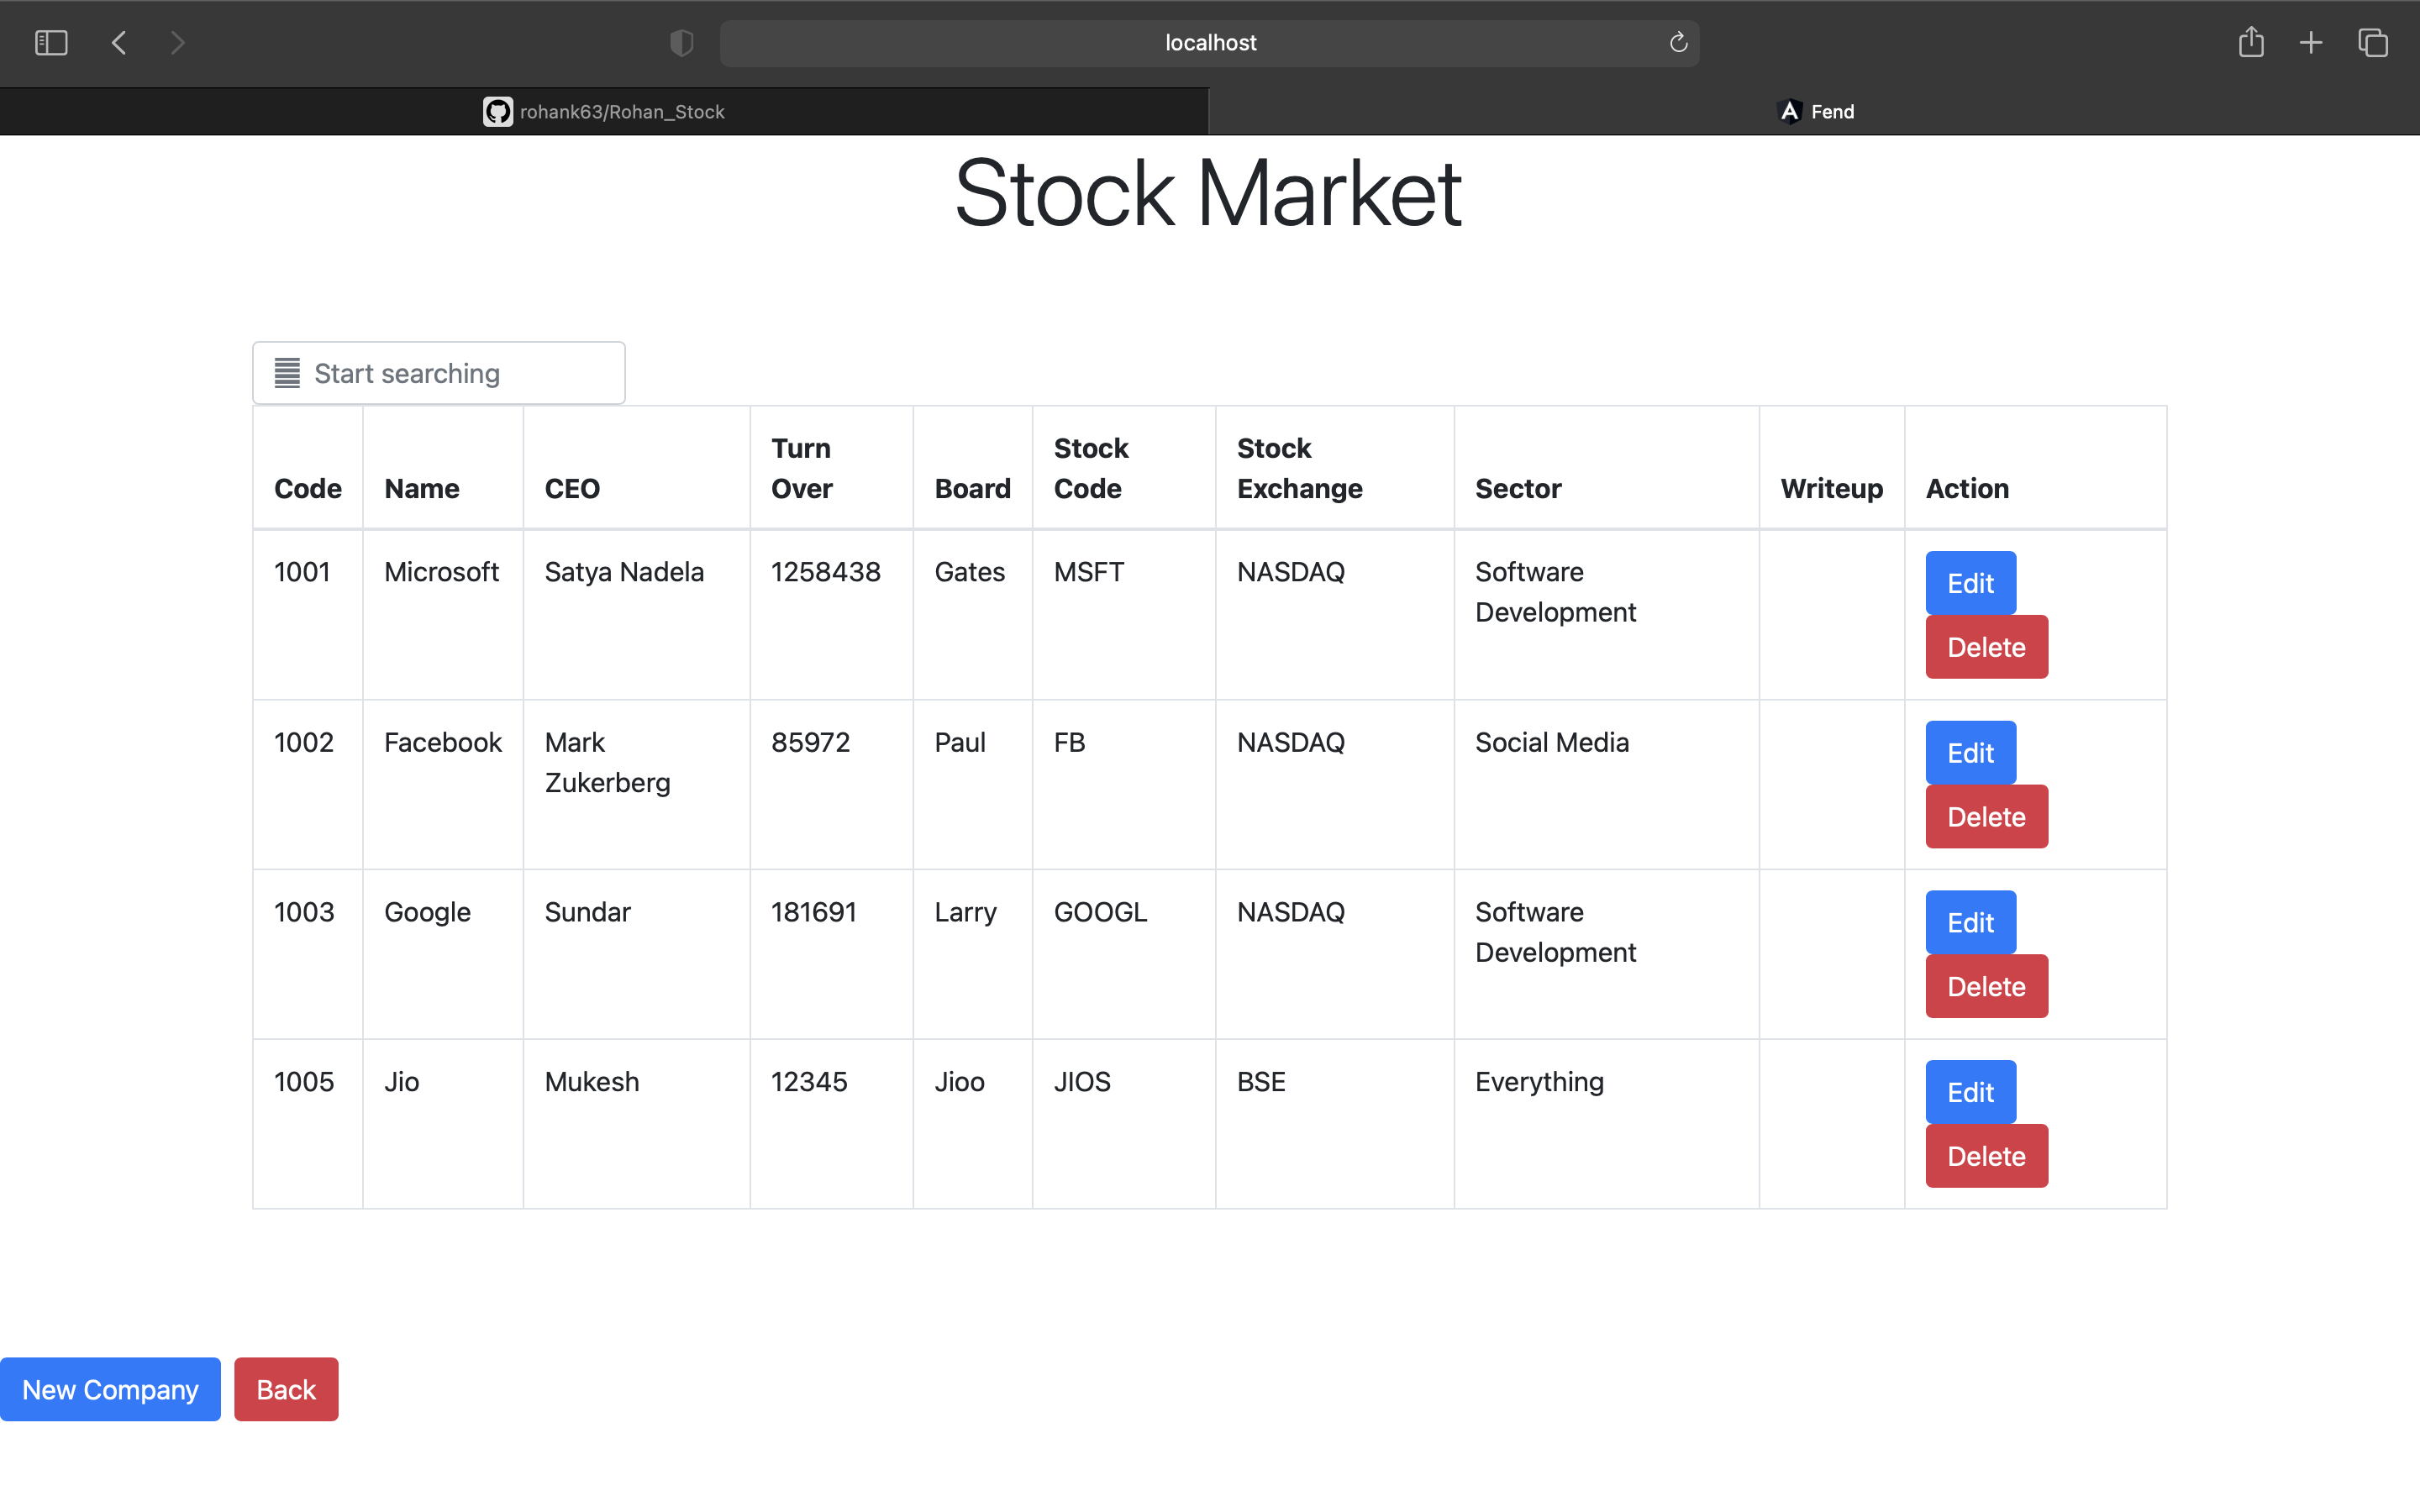 localhost
rohank63/Rohan_Stock
Fend
Stock Market
Start searching
Code Name CEO Turn Over Board Stock Code Stock Exchange Sector Writeup Action
1001 Microsoft Satya Nadela 1258438 Gates MSFT NASDAQ Software Development Edit
Delete
1002 Facebook Mark Zukerberg 85972 Paul FB NASDAQ Social Media Edit
Delete
1003 Google Sundar 181691 Larry GOOGL NASDAQ Software Development Edit
Delete
1005 Jio Mukesh 12345 Jioo JIOS BSE Everything Edit
Delete
New Company Back